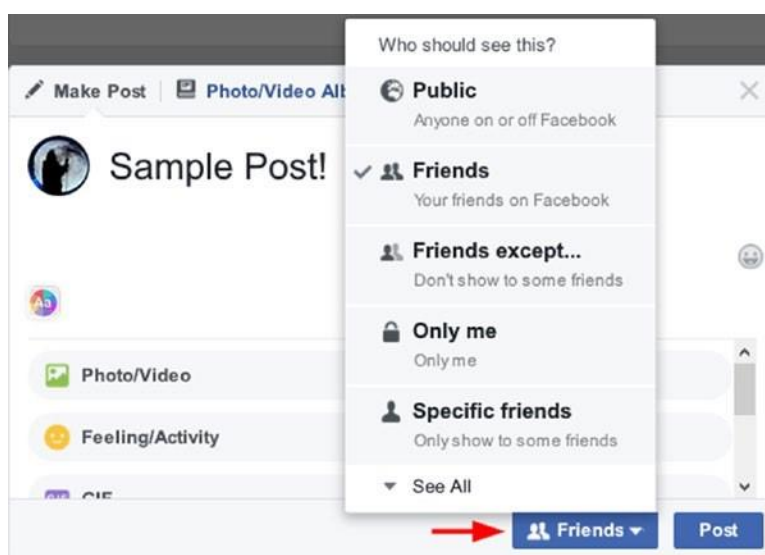 Who should see this?
Make Post
Photo/Video Alb
Public
Anyone on or off Facebook
Sample Post!
Friends
Your friends on Facebook
Friends except...
Don't show to some friends
Aa
Only me
Only me
Photo/Video
Specific friends
Only show to some friends
Feeling/Activity
See All
GIF
Friends
Post